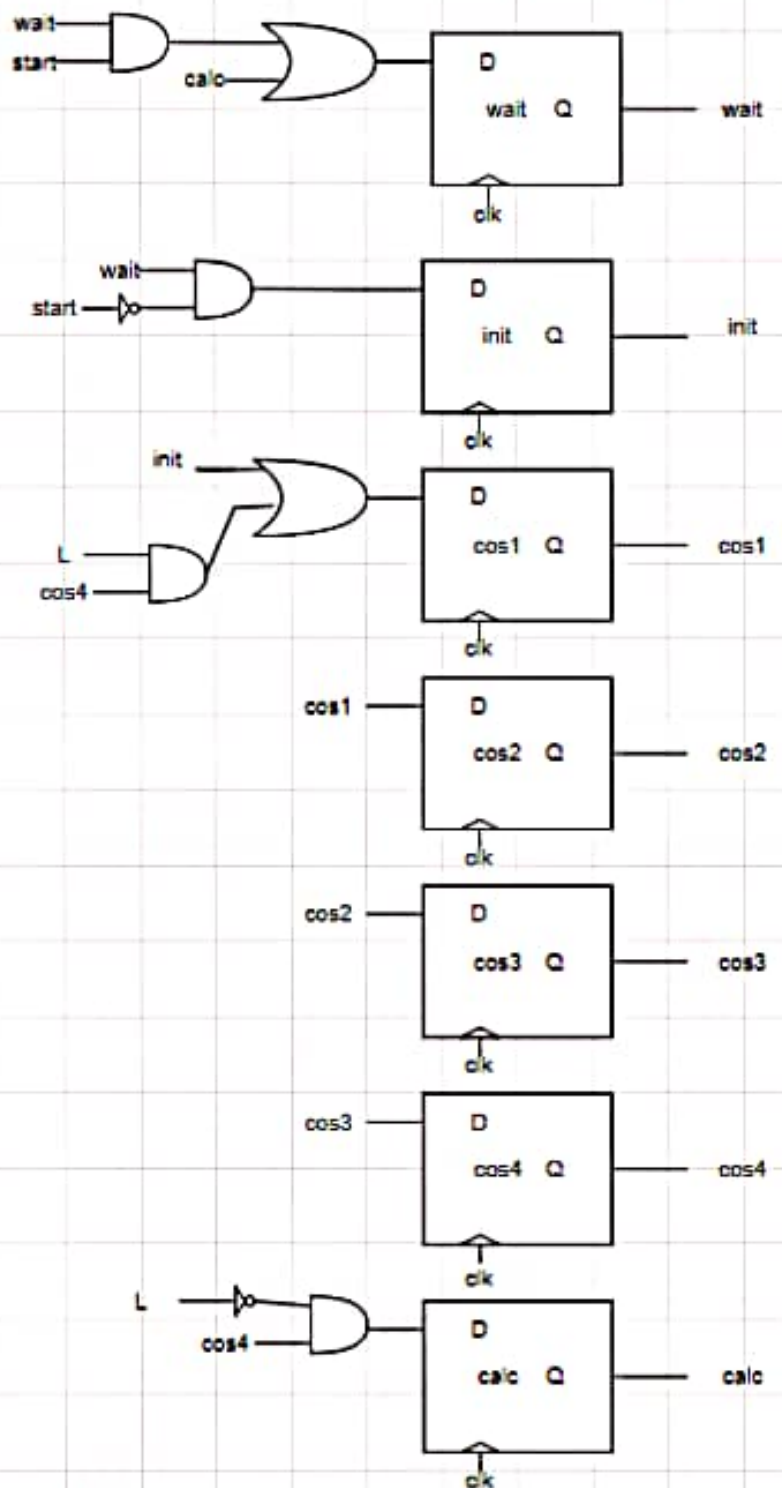 wait
start
calc
D
wait Q
wait
clk
wait
start
D
init Q
init
clk
init
L
cos4
D
cos1 Q
cos1
clk
cos1
D
cos2 Q
cos2
clk
cos2
D
cos3 Q
cos3
clk
cos3
D
cos4 Q
cos4
clk
L
cos4
D
calc Q
calc
clk